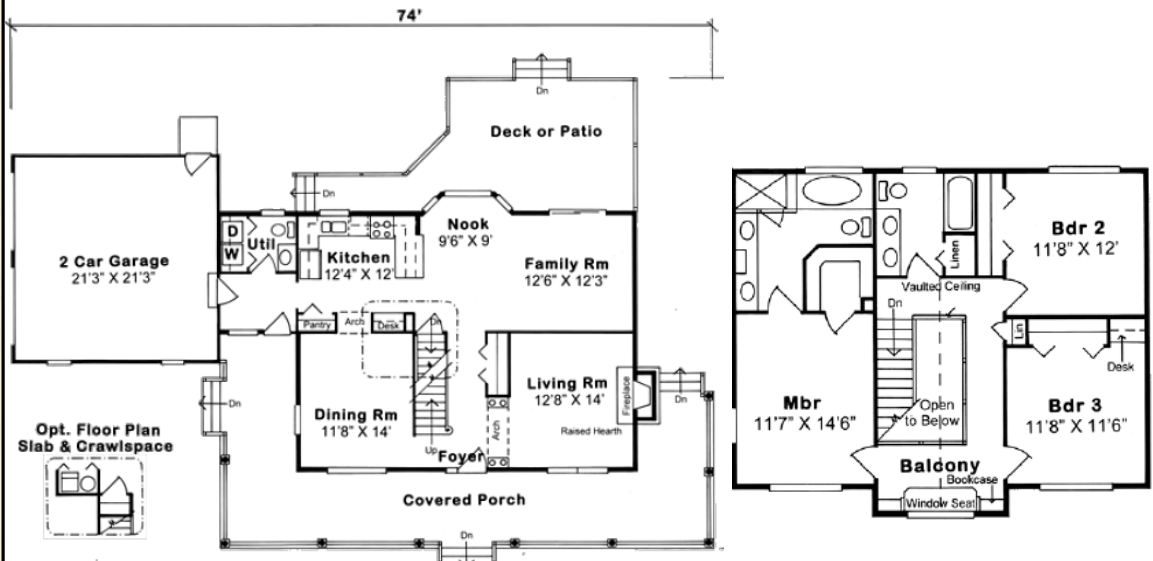 74'
Dn
Deck or Patio
Dn
Nook
9'6" X 9'
D
W
Util
Kitchen
12'4" X 12'
Family Rm
12'6" X 12'3"
2 Car Garage
21'3" X 21'3"
Pantry
Arch
Desk
Dn
Dining Rm
11'8" X 14'
Up
Foyer
Arch
Living Rm
12'8" X 14'
Raised Hearth
Fireplace
Dn
Dn
Opt. Floor Plan
Slab & Crawlspace
Covered Porch
Dn
Linen
Bdr 2
11'8" X 12'
Vaulted Ceiling
Dn
Lin
Desk
Mbr
11'7" X 14'6"
Open
to Below
Bdr 3
11'8" X 11'6"
Baldony
Bookcase
Window Seat